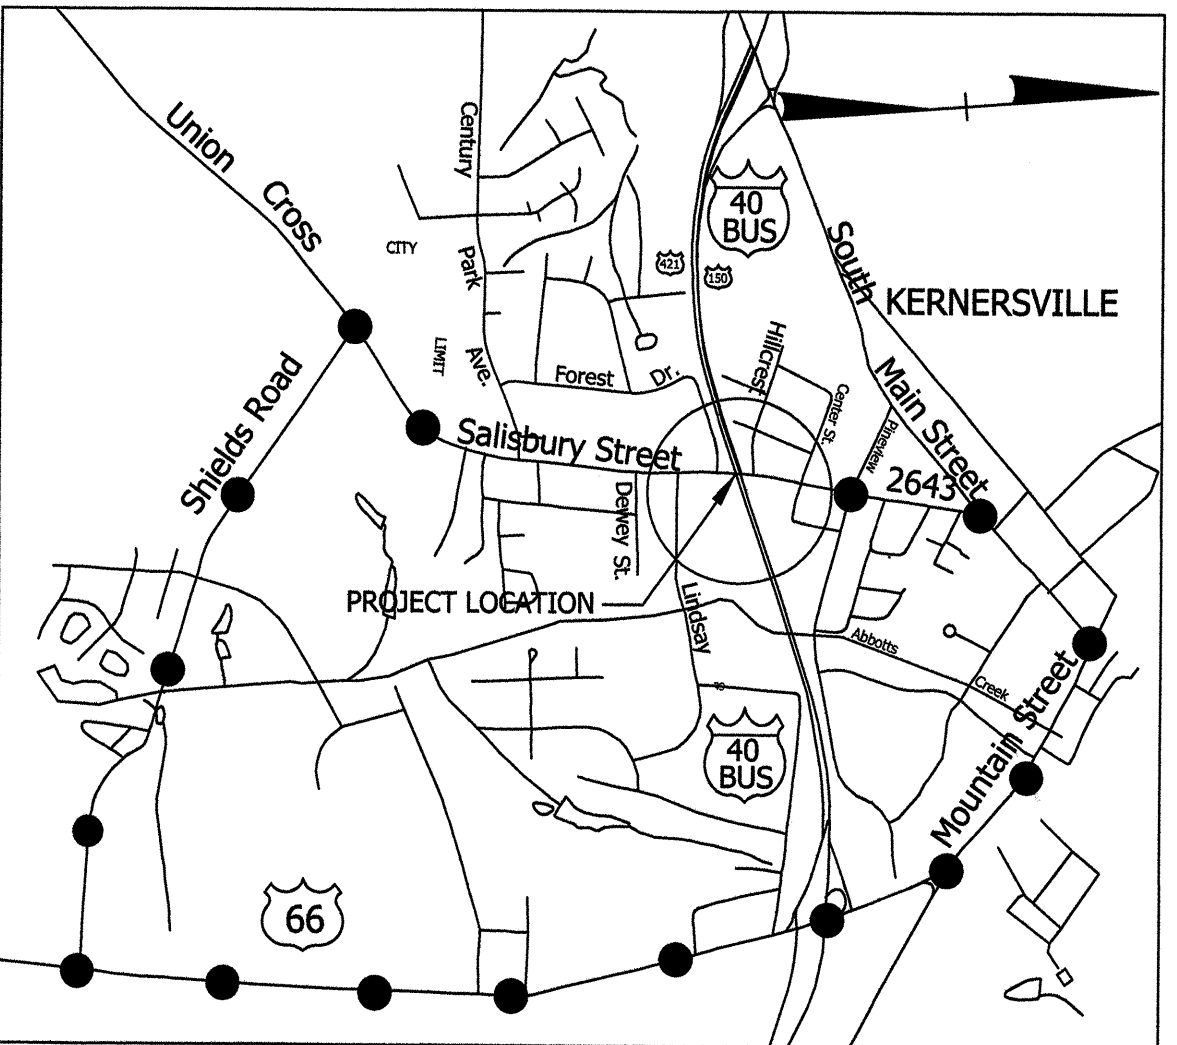 Union Cross
Century Park Ave.
CITY
LIMIT
40
BUS
421
150
South Main Street
KERNERSVILLE
Hillcrest
Center St.
Pineview
2643
Forest Dr.
Shields Road
Salisbury Street
Dewey St.
PROJECT LOCATION
Lindsay
Abbotts Creek
Mountain Street
40
BUS
66